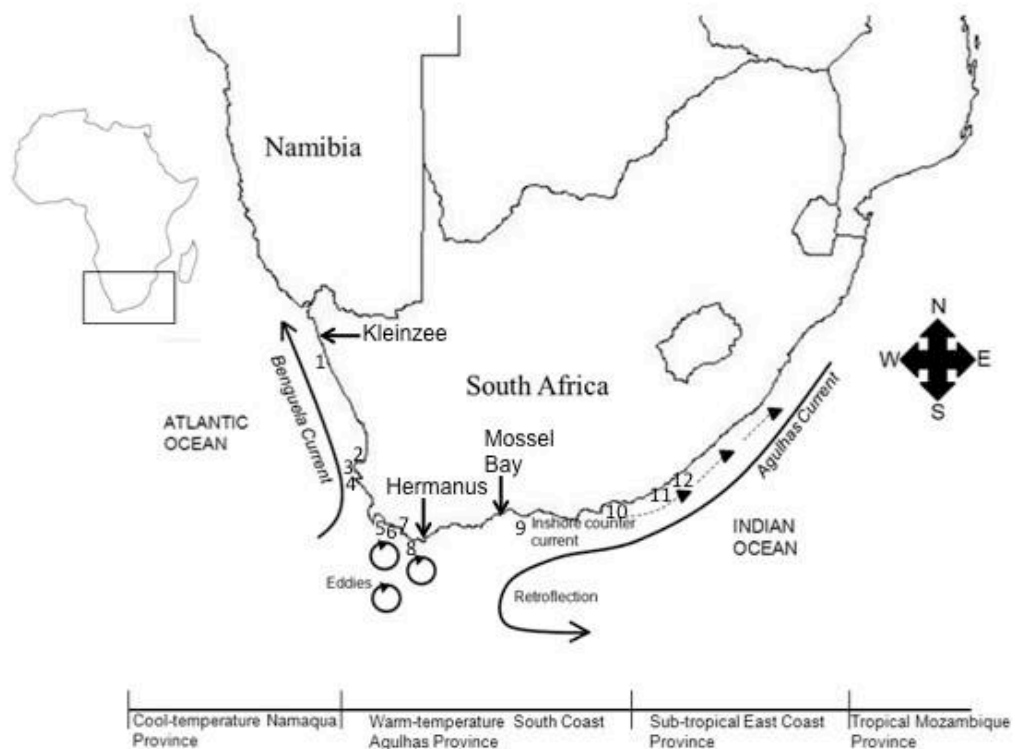 Namibia
Kleinzee
1
Benguela Current
ATLANTIC
OCEAN
South Africa
N
W
E
S
Agulhas Current
Mossel
Bay
Hermanus
2
3
4
5
6
7
8
9
10
11
12
Inshore counter
current
INDIAN
OCEAN
Eddies
Retroflection
Cool-temperature Namaqua
Province
Warm-temperature South Coast
Agulhas Province
Sub-tropical East Coast
Province
Tropical Mozambique
Province